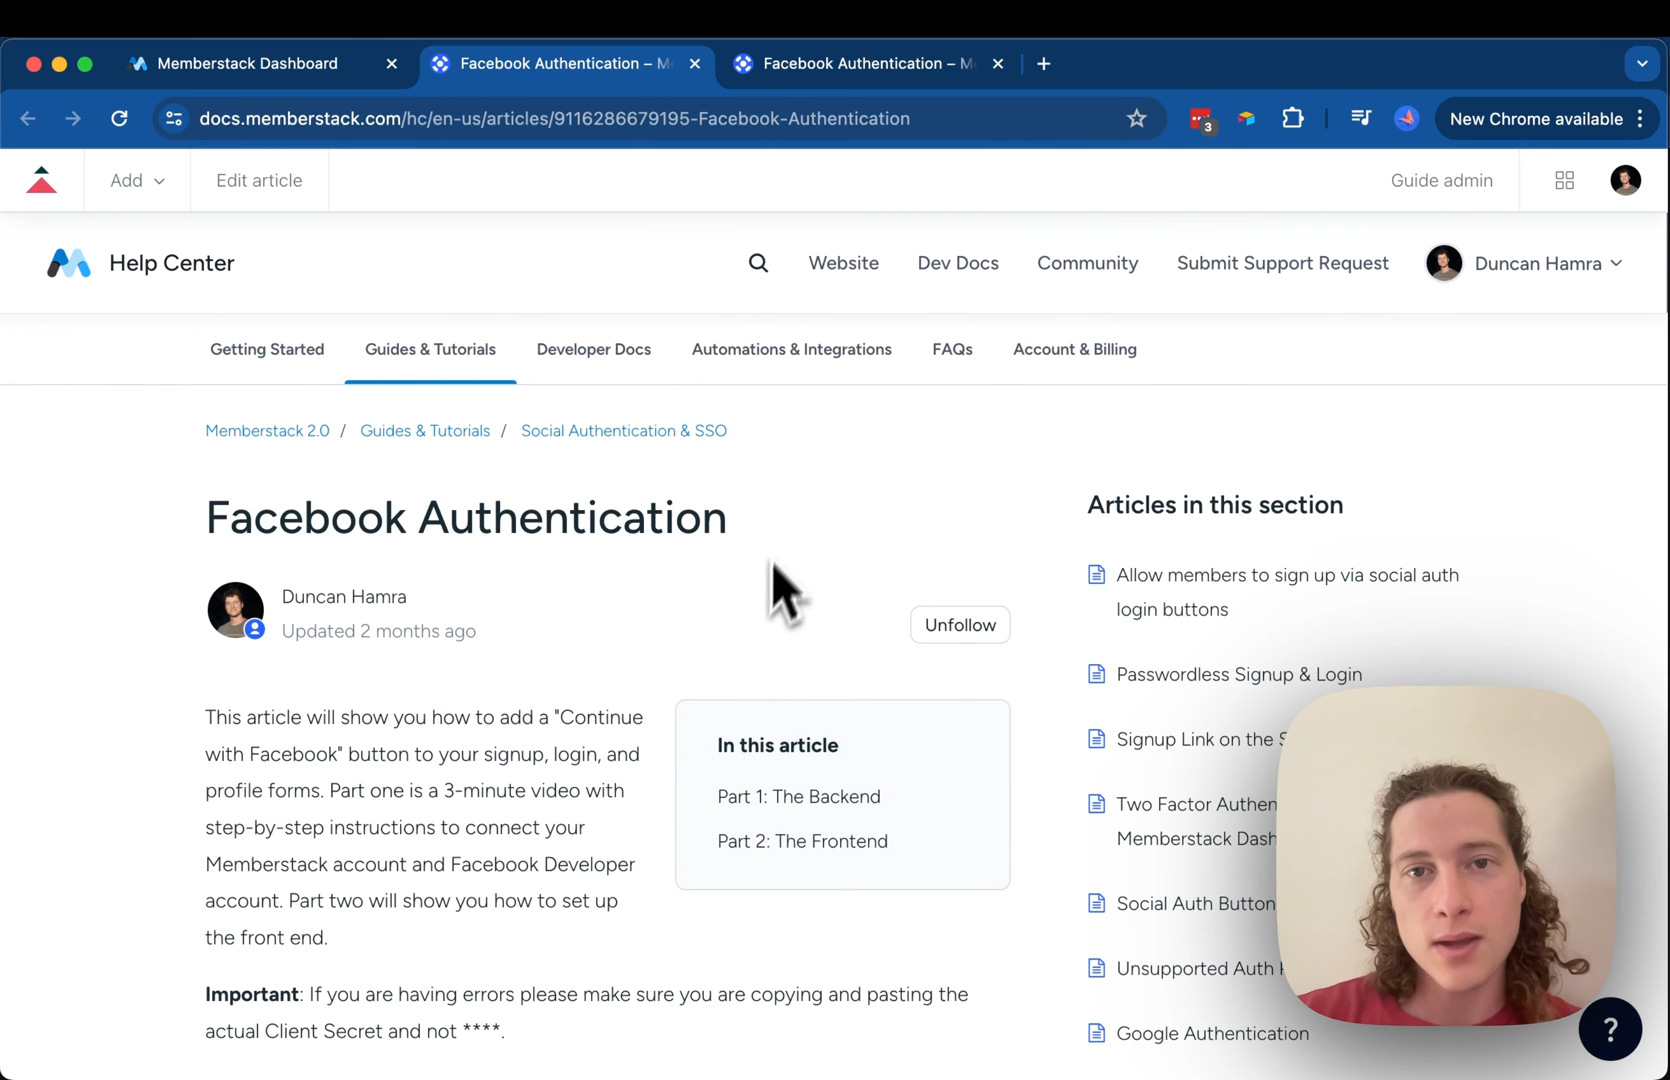 Memberstack Dashboard
Facebook Authentication – M
Facebook Authentication – M
docs.memberstack.com/hc/en-us/articles/9116286679195-Facebook-Authentication
3
New Chrome available
Add
Edit article
Guide admin
Help Center
Website
Dev Docs
Community
Submit Support Request
Duncan Hamra
Getting Started
Guides & Tutorials
Developer Docs
Automations & Integrations
FAQs
Account & Billing
Memberstack 2.0 / Guides & Tutorials / Social Authentication & SSO
Facebook Authentication
Duncan Hamra
Updated 2 months ago
Unfollow
This article will show you how to add a "Continue
with Facebook" button to your signup, login, and
profile forms. Part one is a 3-minute video with
step-by-step instructions to connect your
Memberstack account and Facebook Developer
account. Part two will show you how to set up
the front end.
In this article
Part 1: The Backend
Part 2: The Frontend
Important: If you are having errors please make sure you are copying and pasting the
actual Client Secret and not ****.
Articles in this section
Allow members to sign up via social auth
login buttons
Passwordless Signup & Login
Signup Link on the
Two Factor Authen
Memberstack Dash
Social Auth Button
Unsupported Auth
Google Authentication
?